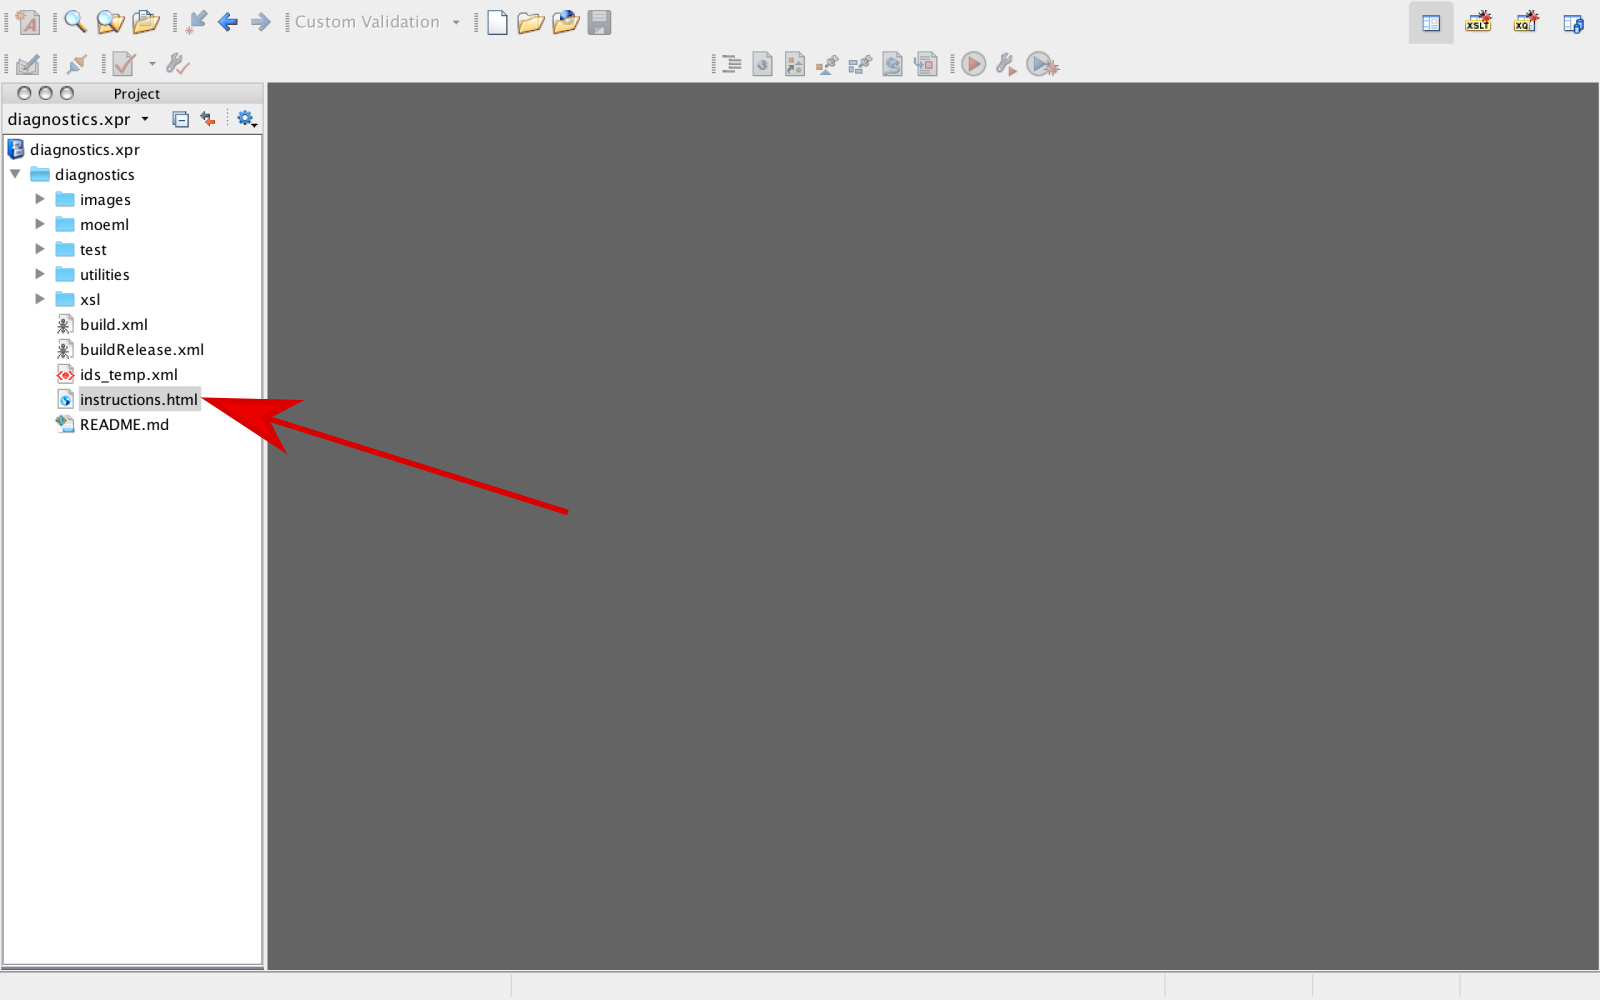 Custom Validation
XSLT
XQ
Project
diagnostics.xpr
diagnostics.xpr
diagnostics
images
moeml
test
utilities
xsl
build.xml
buildRelease.xml
ids_temp.xml
instructions.html
README.md